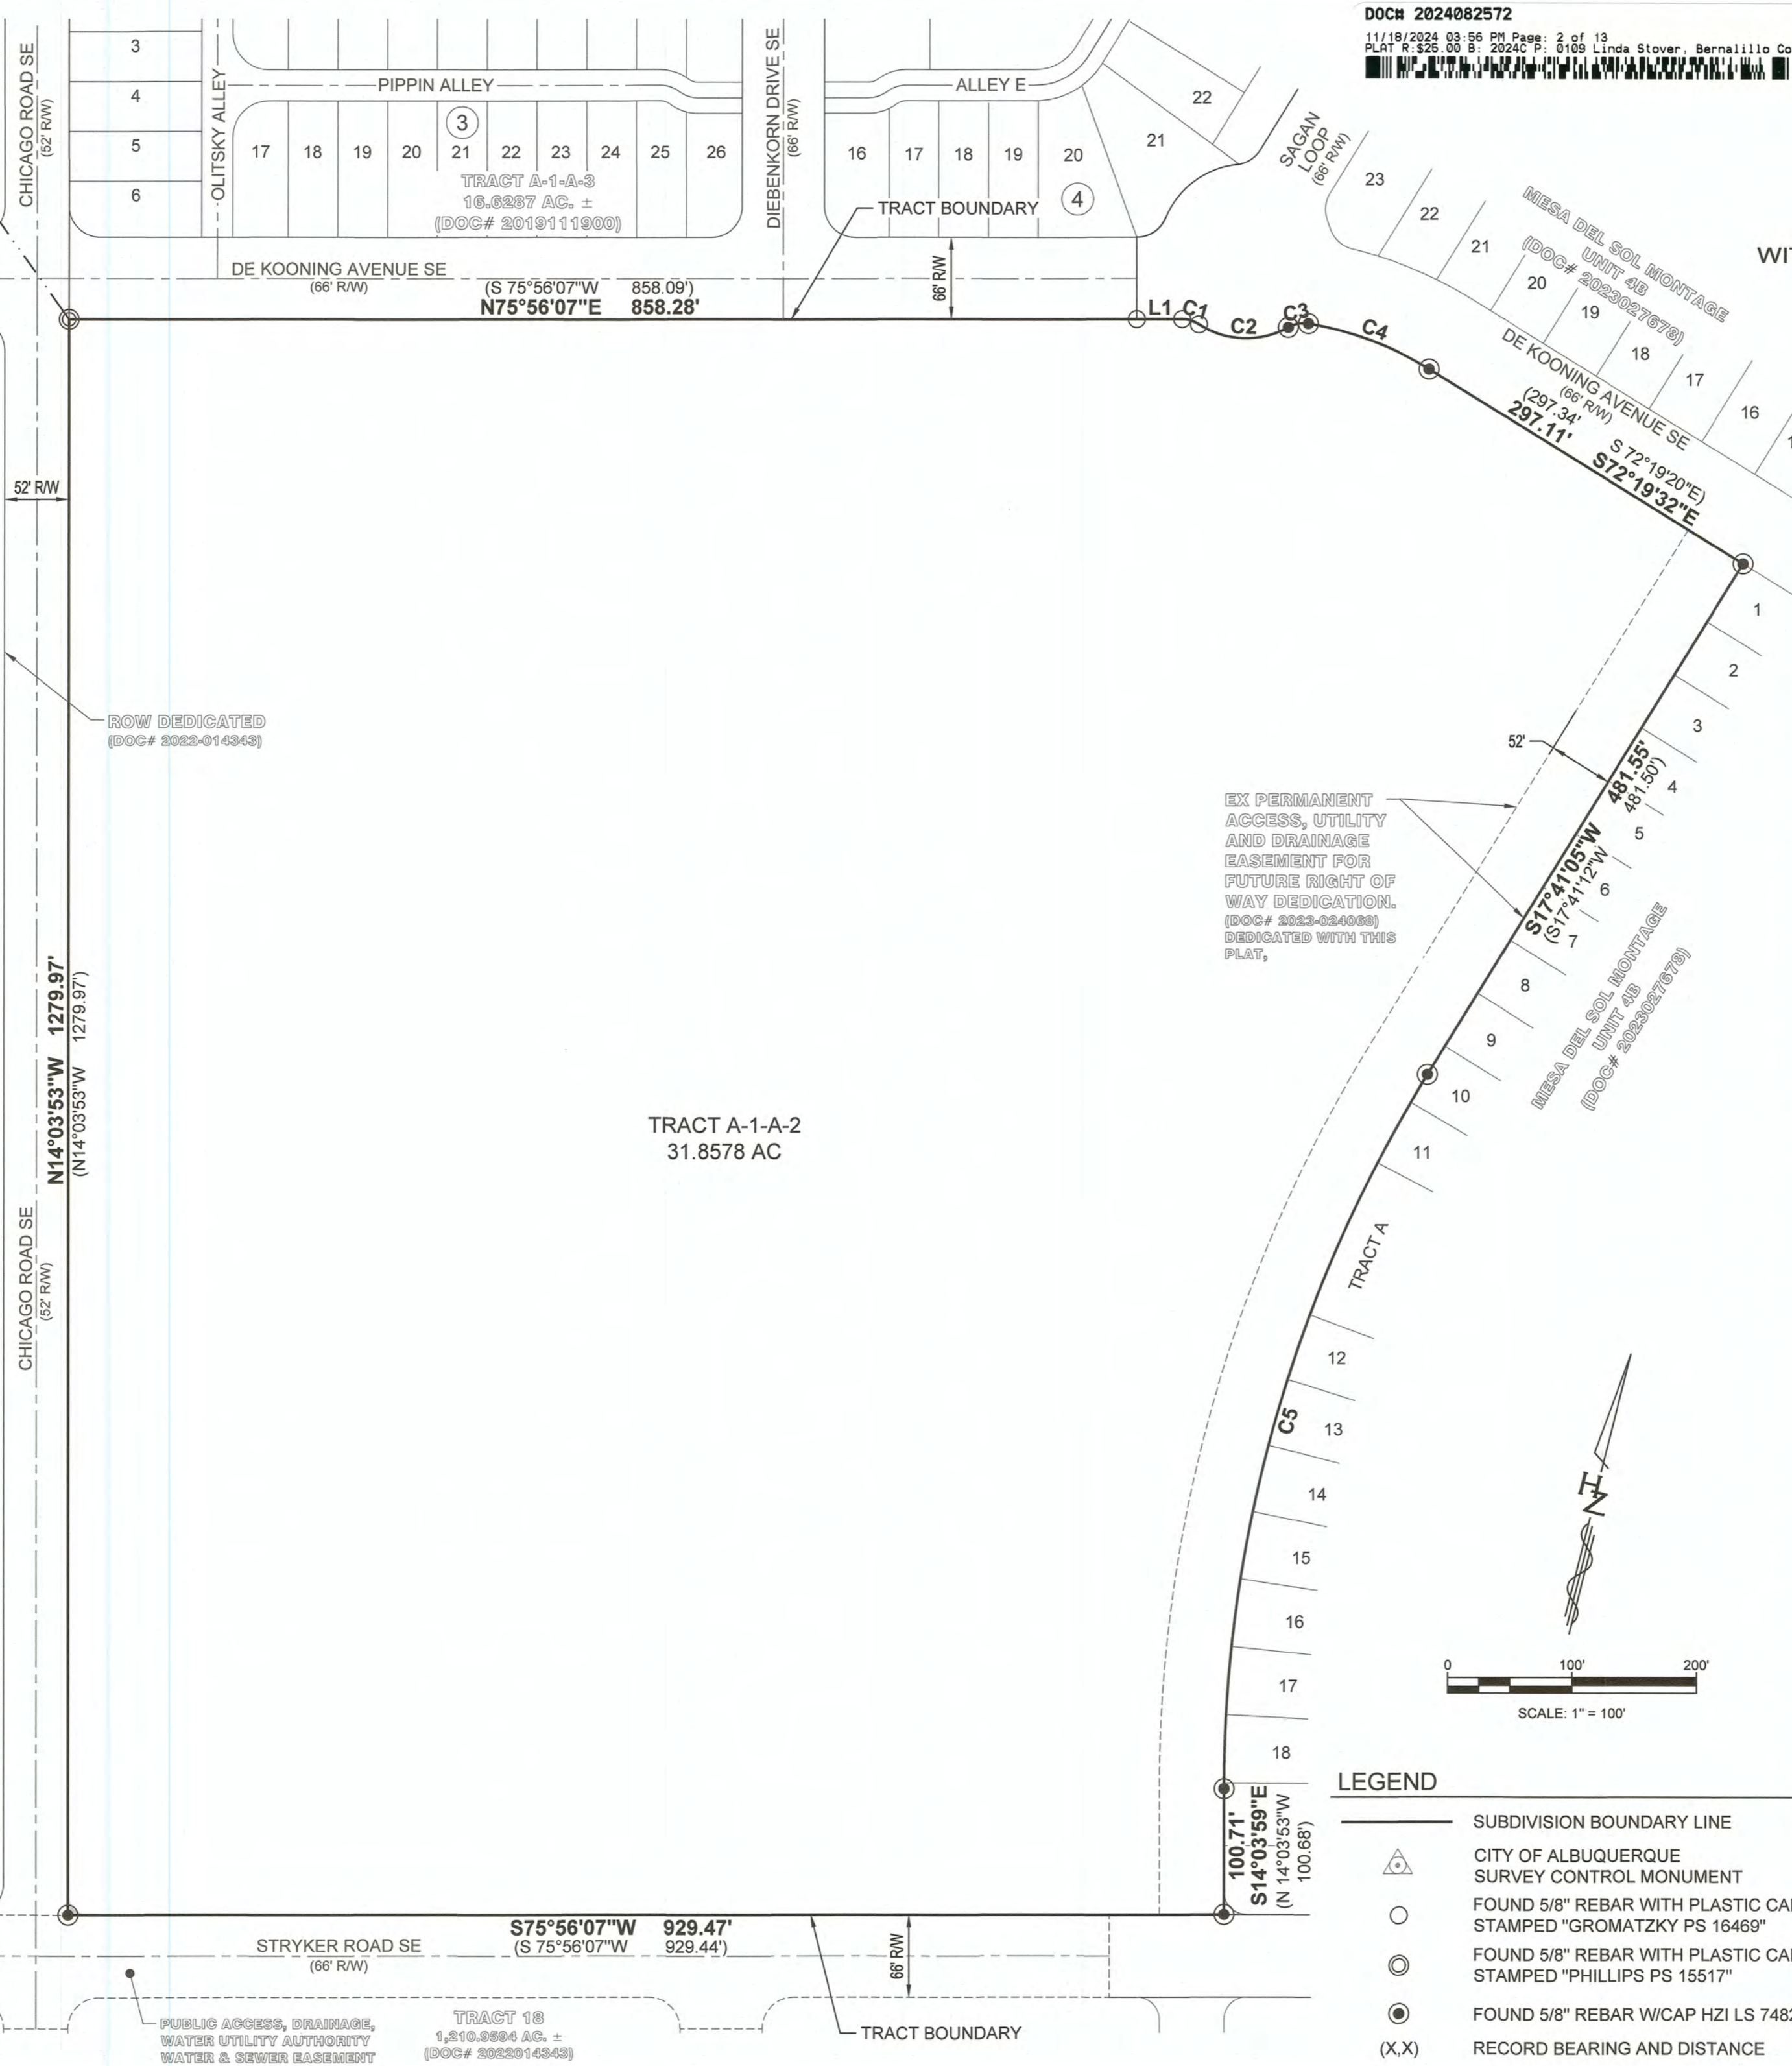 DOC# 2024082572
11/18/2024 03:56 PM Page: 2 of 13
PLAT R:$25.00 B: 2024C P: 0109 Linda Stover, Bernalillo Co
CHICAGO ROAD SE
(52' R/W)
3
4
5
6
OLITSKY ALLEY
PIPPIN ALLEY
3
17
18
19
20
21
22
23
24
25
26
TRACT A-1-A-3
16.6287 AC. ±
(DOC# 2019111900)
DIEBENKORN DRIVE SE
(66' R/W)
ALLEY E
16
17
18
19
20
21
22
4
TRACT BOUNDARY
SAGAN
LOOP
(66' R/W)
23
22
21
20
19
18
17
16
MESA DEL SOL MONTAGE
UNIT 4B
(DOC# 2023027678)
WI
DE KOONING AVENUE SE
(66' R/W)
(S 75°56'07"W 858.09')
N75°56'07"E 858.28'
66' R/W
L1
C1
C2
C3
C4
DE KOONING AVENUE SE
(66' R/W)
(297.34'
S 72°19'20"E)
297.11'
S72°19'32"E
52' R/W
ROW DEDICATED
(DOC# 2022-014343)
1
2
3
4
5
6
7
8
9
10
11
52'
481.55'
481.50')
S17°41'05"W
(S17°41'12"W
EX PERMANENT
ACCESS, UTILITY
AND DRAINAGE
EASEMENT FOR
FUTURE RIGHT OF
WAY DEDICATION.
(DOC# 2023-024068)
DEDICATED WITH THIS
PLAT,
MESA DEL SOL MONTAGE
UNIT 4B
(DOC# 2023027678)
N14°03'53"W 1279.97'
(N14°03'53"W 1279.97')
TRACT A-1-A-2
31.8578 AC
CHICAGO ROAD SE
(52' R/W)
TRACT A
12
C5
13
14
15
16
17
18
N
0 100' 200'
SCALE: 1" = 100'
100.71'
S14°03'59"E
(N 14°03'53"W
100.68')
S75°56'07"W 929.47'
(S 75°56'07"W 929.44')
STRYKER ROAD SE
(66' R/W)
66' R/W
PUBLIC ACCESS, DRAINAGE,
WATER UTILITY AUTHORITY
WATER & SEWER EASEMENT
TRACT 18
1,210.9594 AC. ±
(DOC# 2022014343)
TRACT BOUNDARY
LEGEND
SUBDIVISION BOUNDARY LINE
CITY OF ALBUQUERQUE
SURVEY CONTROL MONUMENT
FOUND 5/8" REBAR WITH PLASTIC CA
STAMPED "GROMATZKY PS 16469"
FOUND 5/8" REBAR WITH PLASTIC CA
STAMPED "PHILLIPS PS 15517"
FOUND 5/8" REBAR W/CAP HZI LS 748
(X,X) RECORD BEARING AND DISTANCE